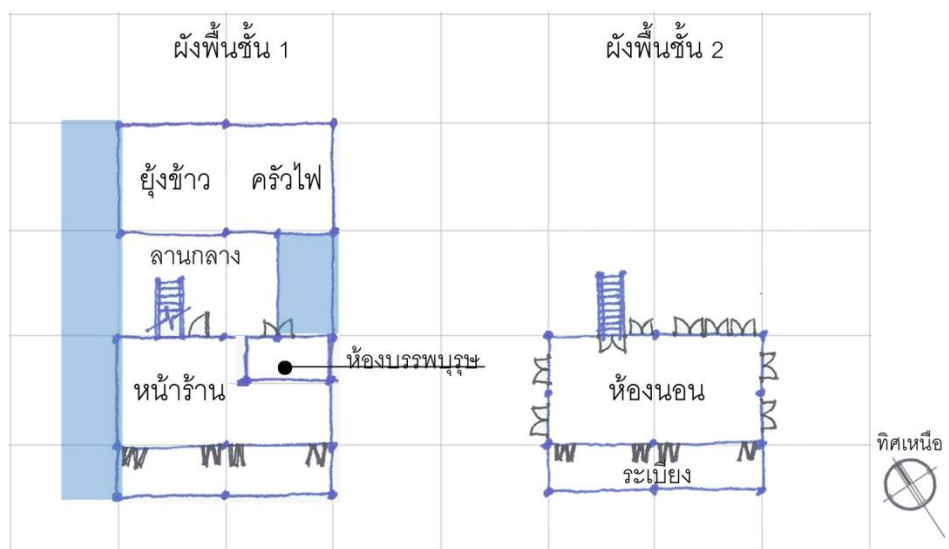 ผังพื้นชั้น 1
ผังพื้นชั้น 2
ยุ้งข้าว
ครัวไฟ
ลานกลาง
ห้องบรรพบุรุษ
หน้าร้าน
ห้องนอน
ระเบียง
ทิศเหนือ